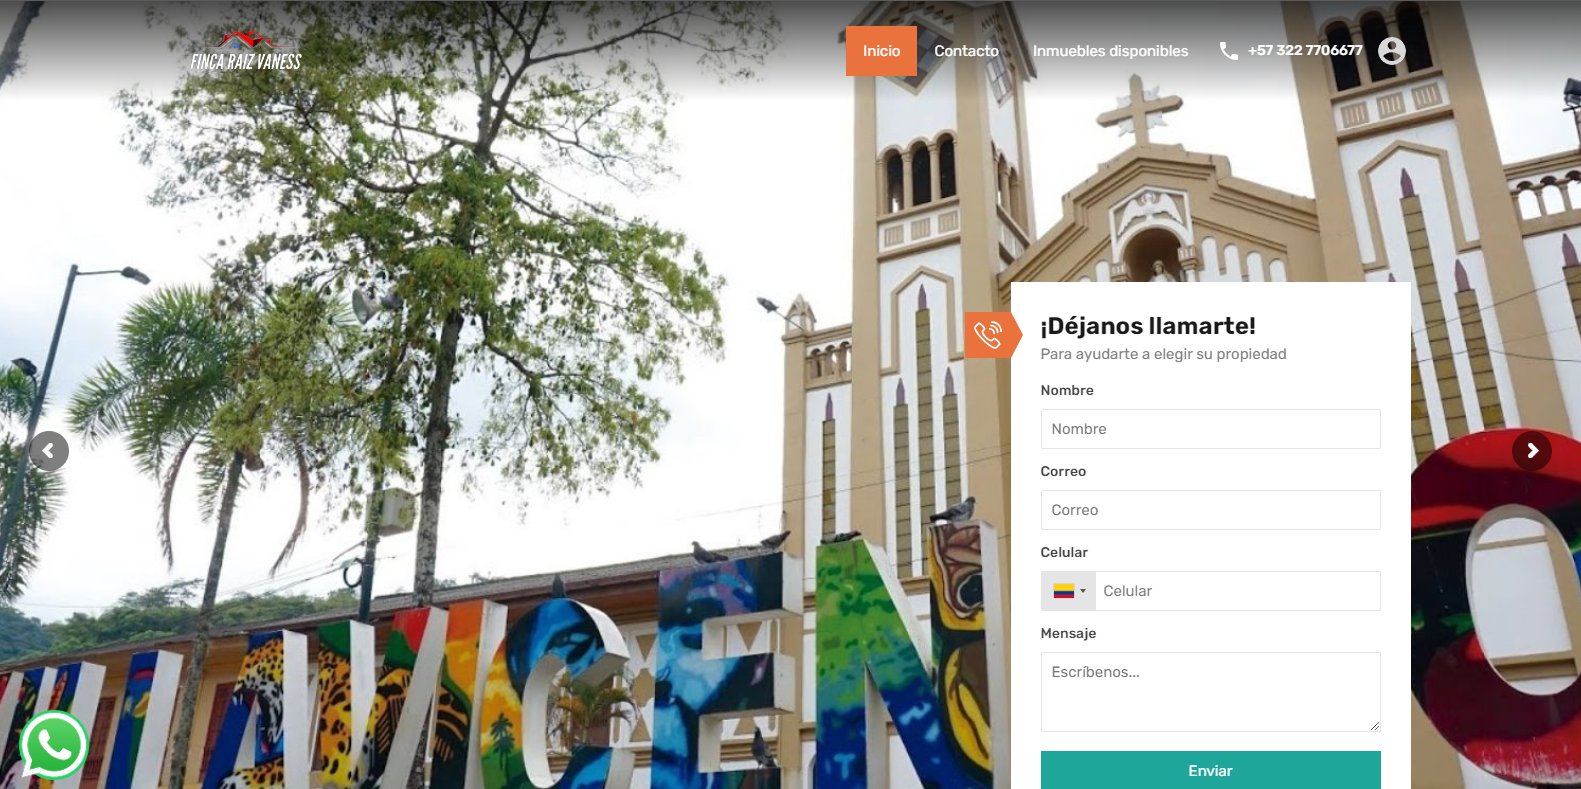 FINCA RAIZ VANESS
Inicio
Contacto
Inmuebles disponibles
+57 322 7706677
¡Déjanos llamarte!
Para ayudarte a elegir su propiedad
Nombre
Nombre
Correo
Correo
Celular
Celular
Mensaje
Escríbenos...
Enviar
LAVICEN O